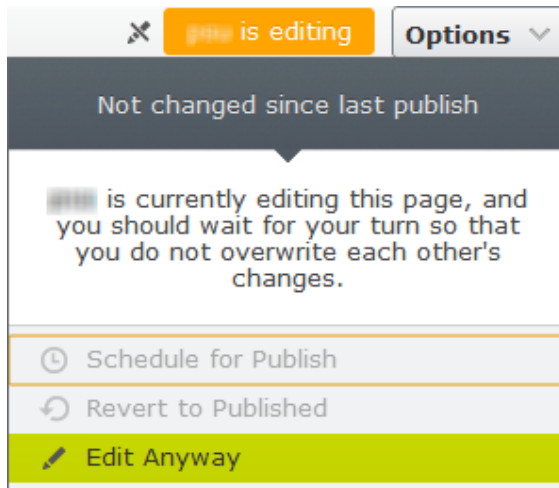 is editing
Options
Not changed since last publish
is currently editing this page, and
you should wait for your turn so that
you do not overwrite each other's
changes.
Schedule for Publish
Revert to Published
Edit Anyway